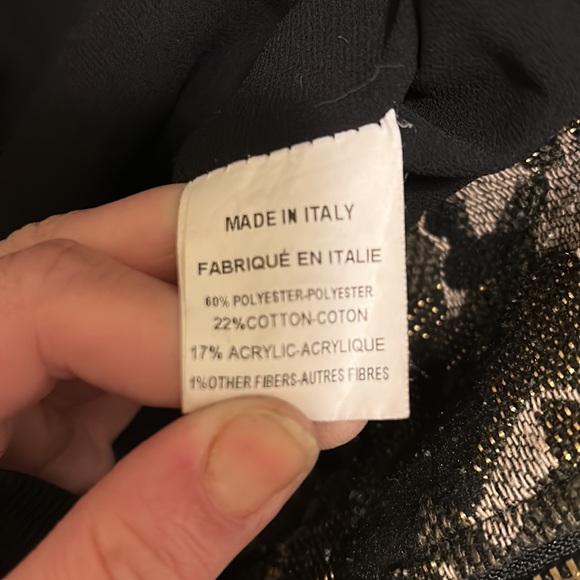 MADE IN ITALY
FABRIQUÉ EN ITALIE
60% POLYESTER-POLYESTER
22%COTTON-COTON
17% ACRYLIC-ACRYLIQUE
1%OTHER FIBERS-AUTRES FIBRES